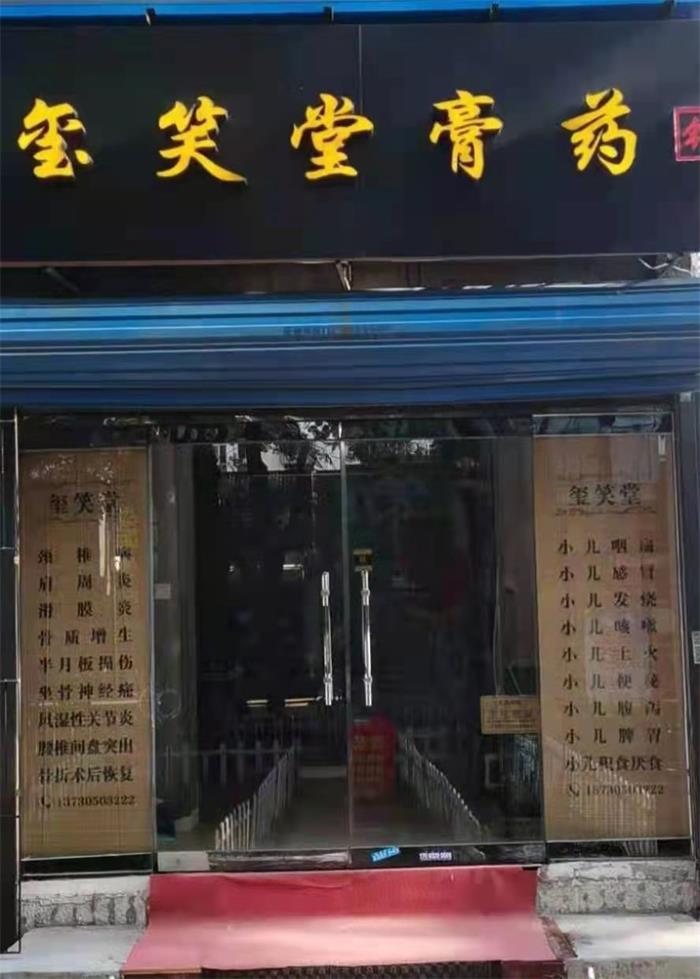 玺笑堂膏药
玺笑堂
颈椎病
肩周炎
滑膜炎
骨质增生
半月板损伤
坐骨神经痛
风湿性关节炎
腰椎间盘突出
骨折术后恢复
13730503222
玺笑堂
小儿咽扁
小儿感冒
小儿发烧
小儿咳嗽
小儿上火
小儿便秘
小儿腹泻
小儿脾胃
小儿积食厌食
13730503222